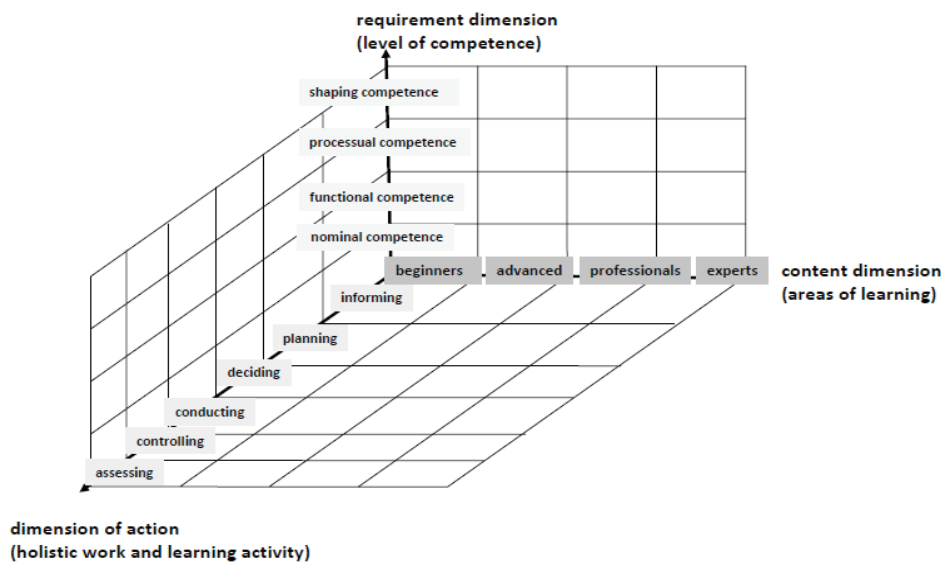 requirement dimension
(level of competence)
shaping competence
processual competence
functional competence
nominal competence
beginners
advanced
professionals
experts
content dimension
(areas of learning)
informing
planning
deciding
conducting
controlling
assessing
dimension of action
(holistic work and learning activity)